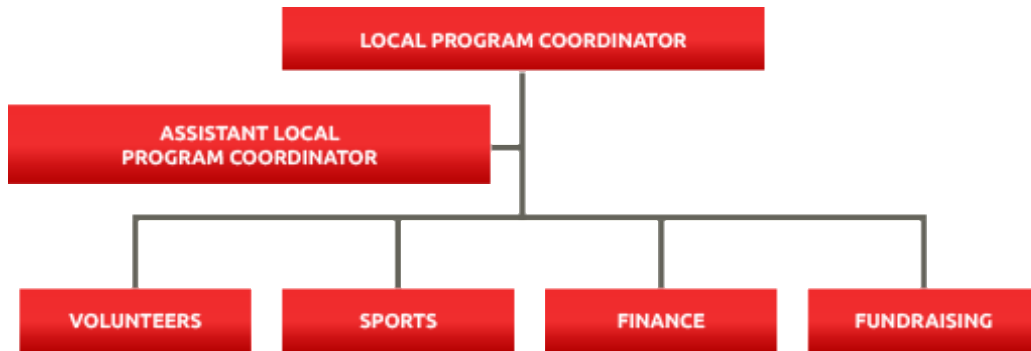 LOCAL PROGRAM COORDINATOR
ASSISTANT LOCAL
PROGRAM COORDINATOR
VOLUNTEERS
SPORTS
FINANCE
FUNDRAISING